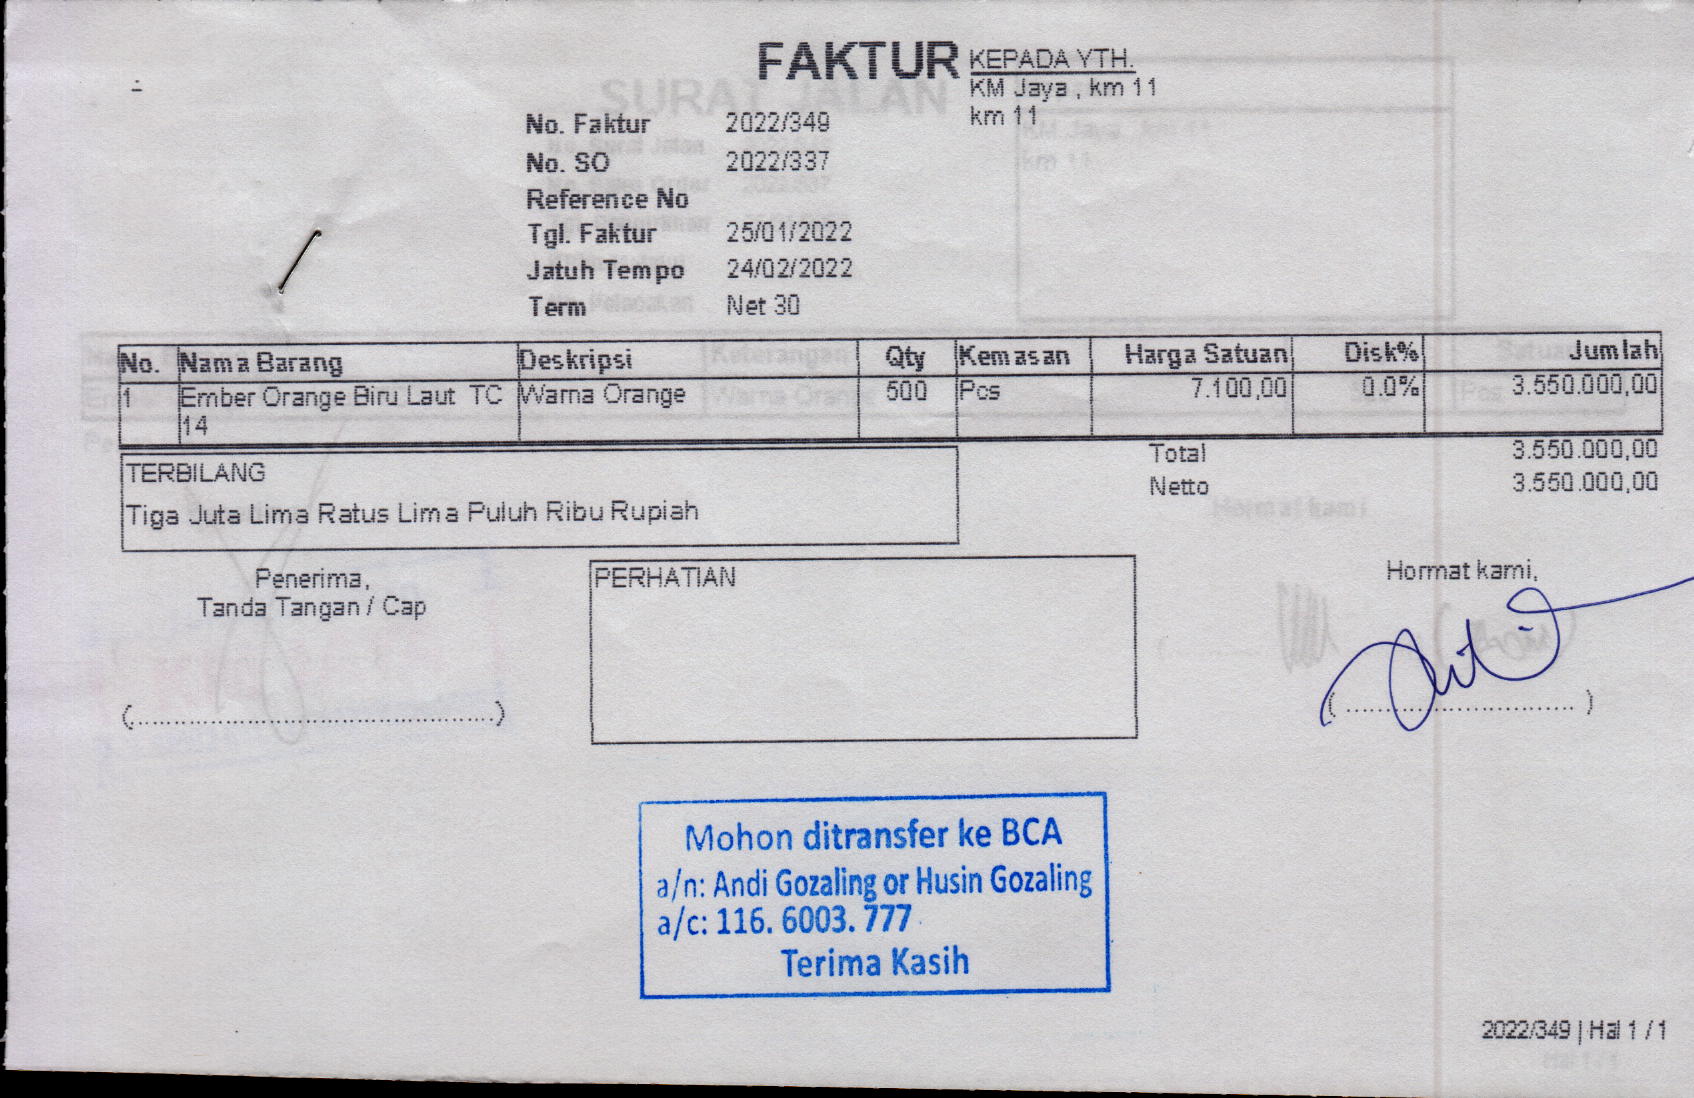 FAKTUR
KEPADA YTH.
KM Jaya , km 11
km 11
No. Faktur 2022/349
No. SO 2022/337
Reference No
Tgl. Faktur 25/01/2022
Jatuh Tempo 24/02/2022
Term Net 30
No. Nama Barang Deskripsi Qty Kemasan Harga Satuan Disk% Jumlah
1 Ember Orange Biru Laut TC Warna Orange 500 Pcs 7.100,00 0.0% 3.550.000,00
14
Total 3.550.000,00
Netto 3.550.000,00
TERBILANG
Tiga Juta Lima Ratus Lima Puluh Ribu Rupiah
Penerima,
Tanda Tangan / Cap
(................................................)
PERHATIAN
Hormat kami,
( .............................. )
Mohon ditransfer ke BCA
a/n: Andi Gozaling or Husin Gozaling
a/c: 116. 6003. 777
Terima Kasih
2022/349 | Hal 1 / 1